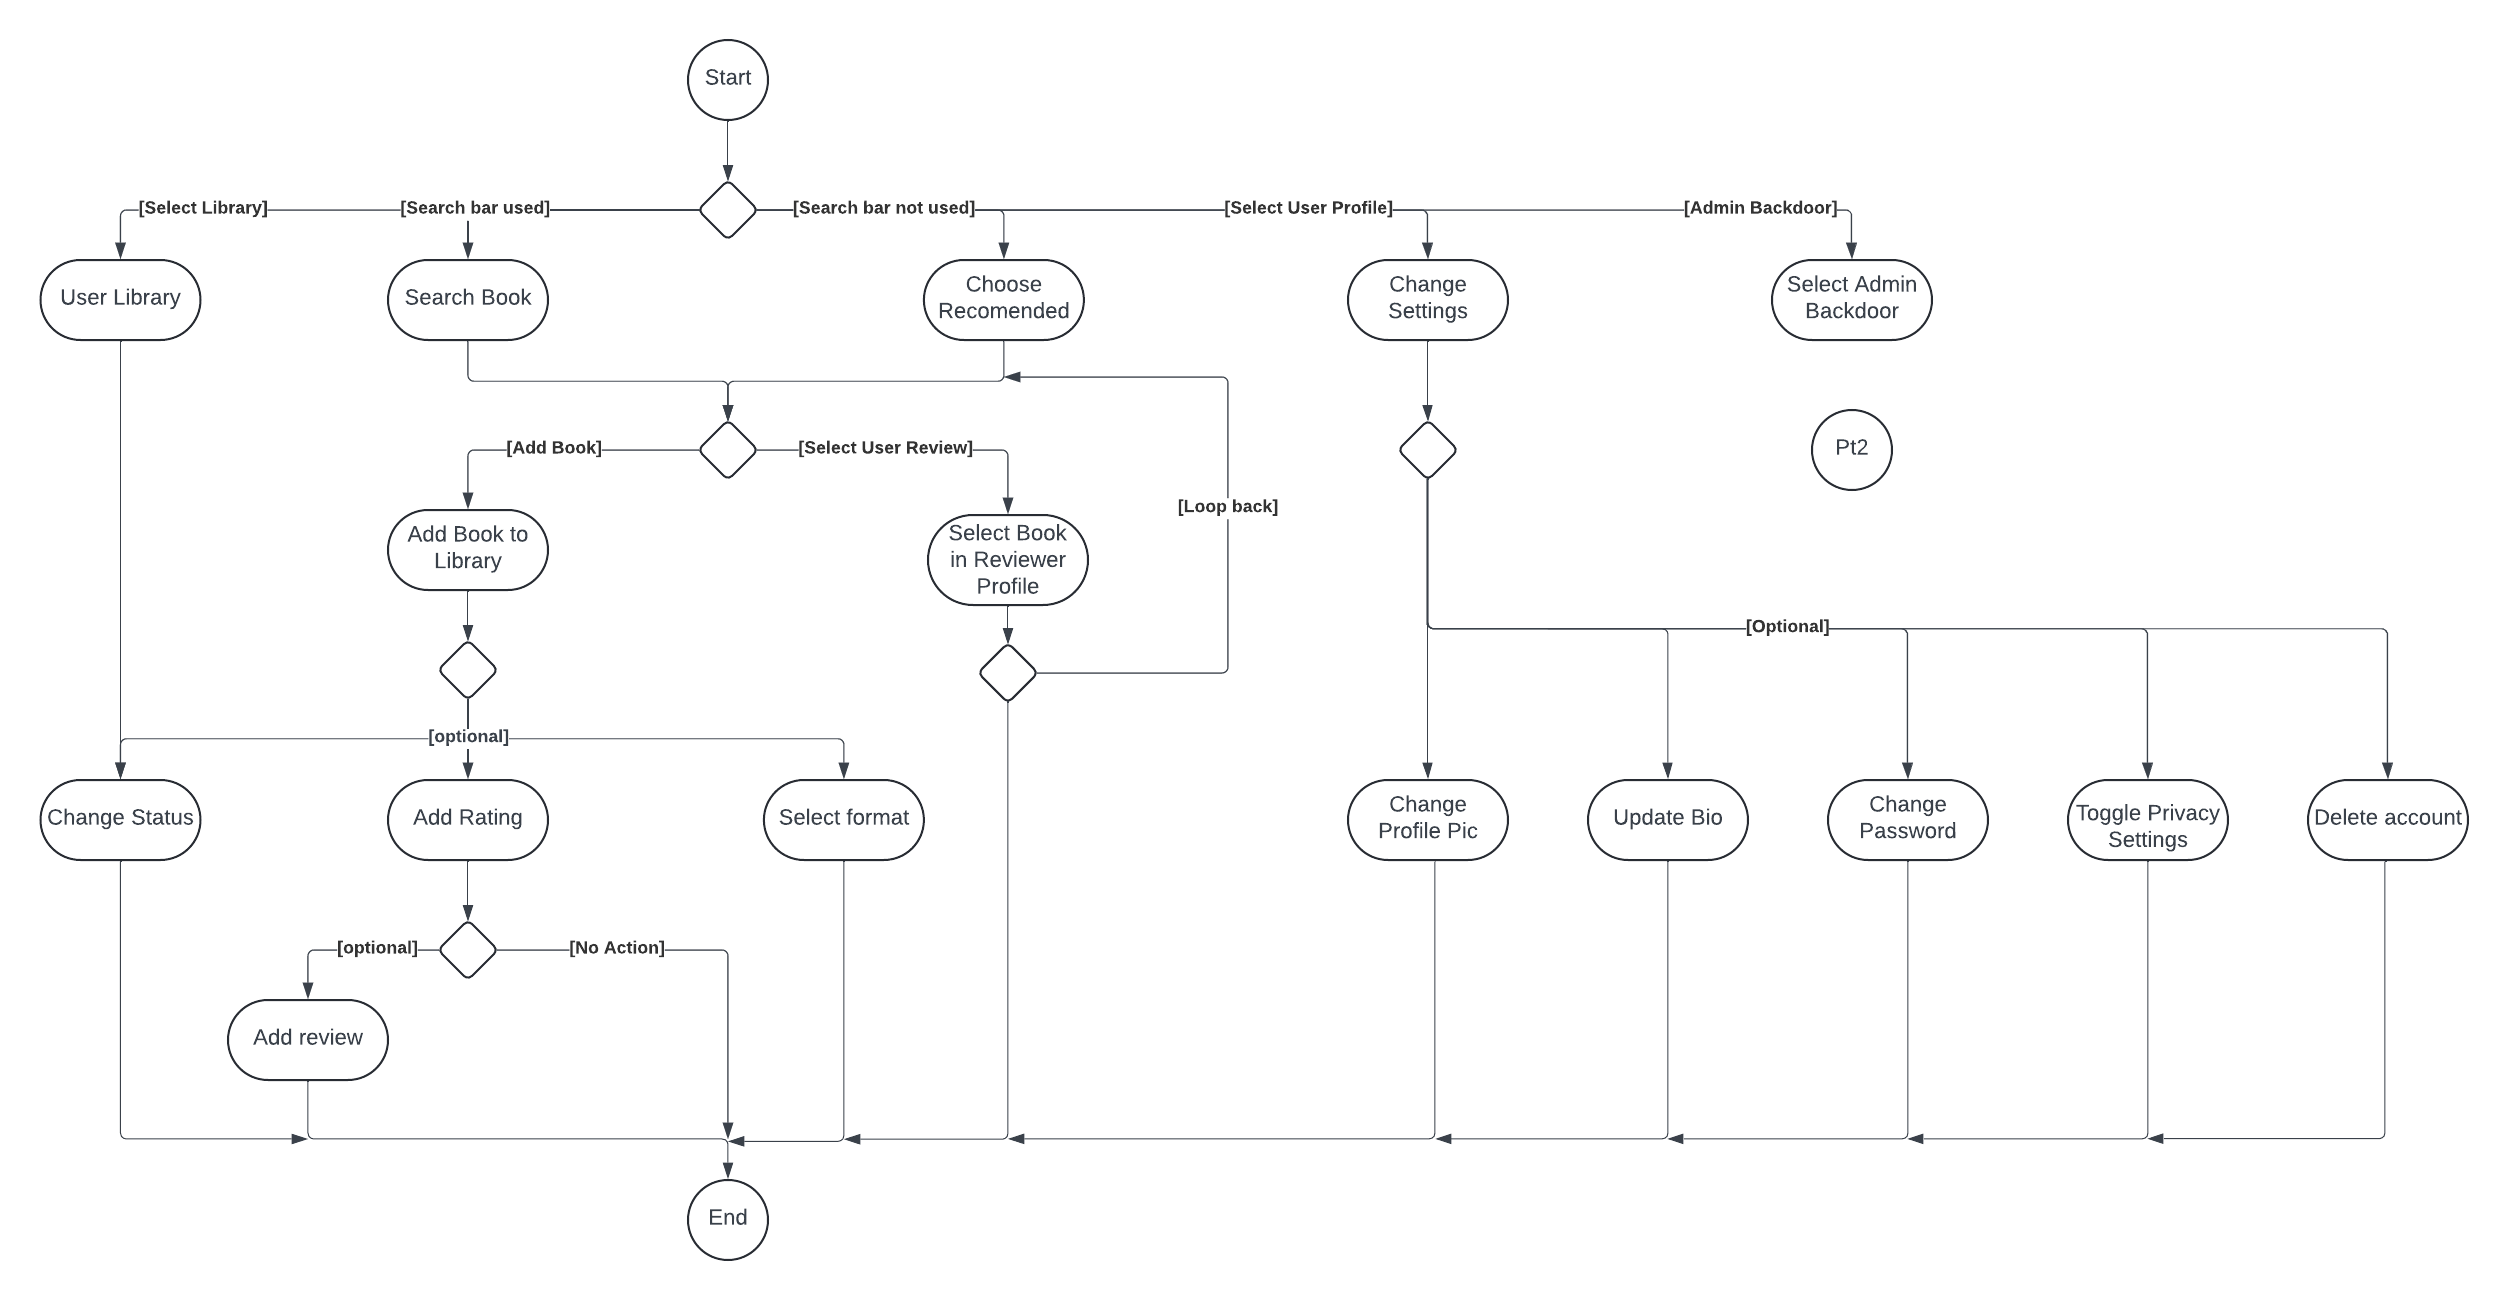 Start
[Select Library]
[Search bar used]
[Search bar not used]
[Select User Profile]
[Admin Backdoor]
User Library
Search Book
Choose
Recomended
Change
Settings
Select Admin
Backdoor
[Add Book]
[Select User Review]
Pt2
[Loop back]
Add Book to
Library
Select Book
in Reviewer
Profile
[Optional]
[optional]
Change Status
Add Rating
Select format
Change
Profile Pic
Update Bio
Change
Password
Toggle Privacy
Settings
Delete account
[optional]
[No Action]
Add review
End